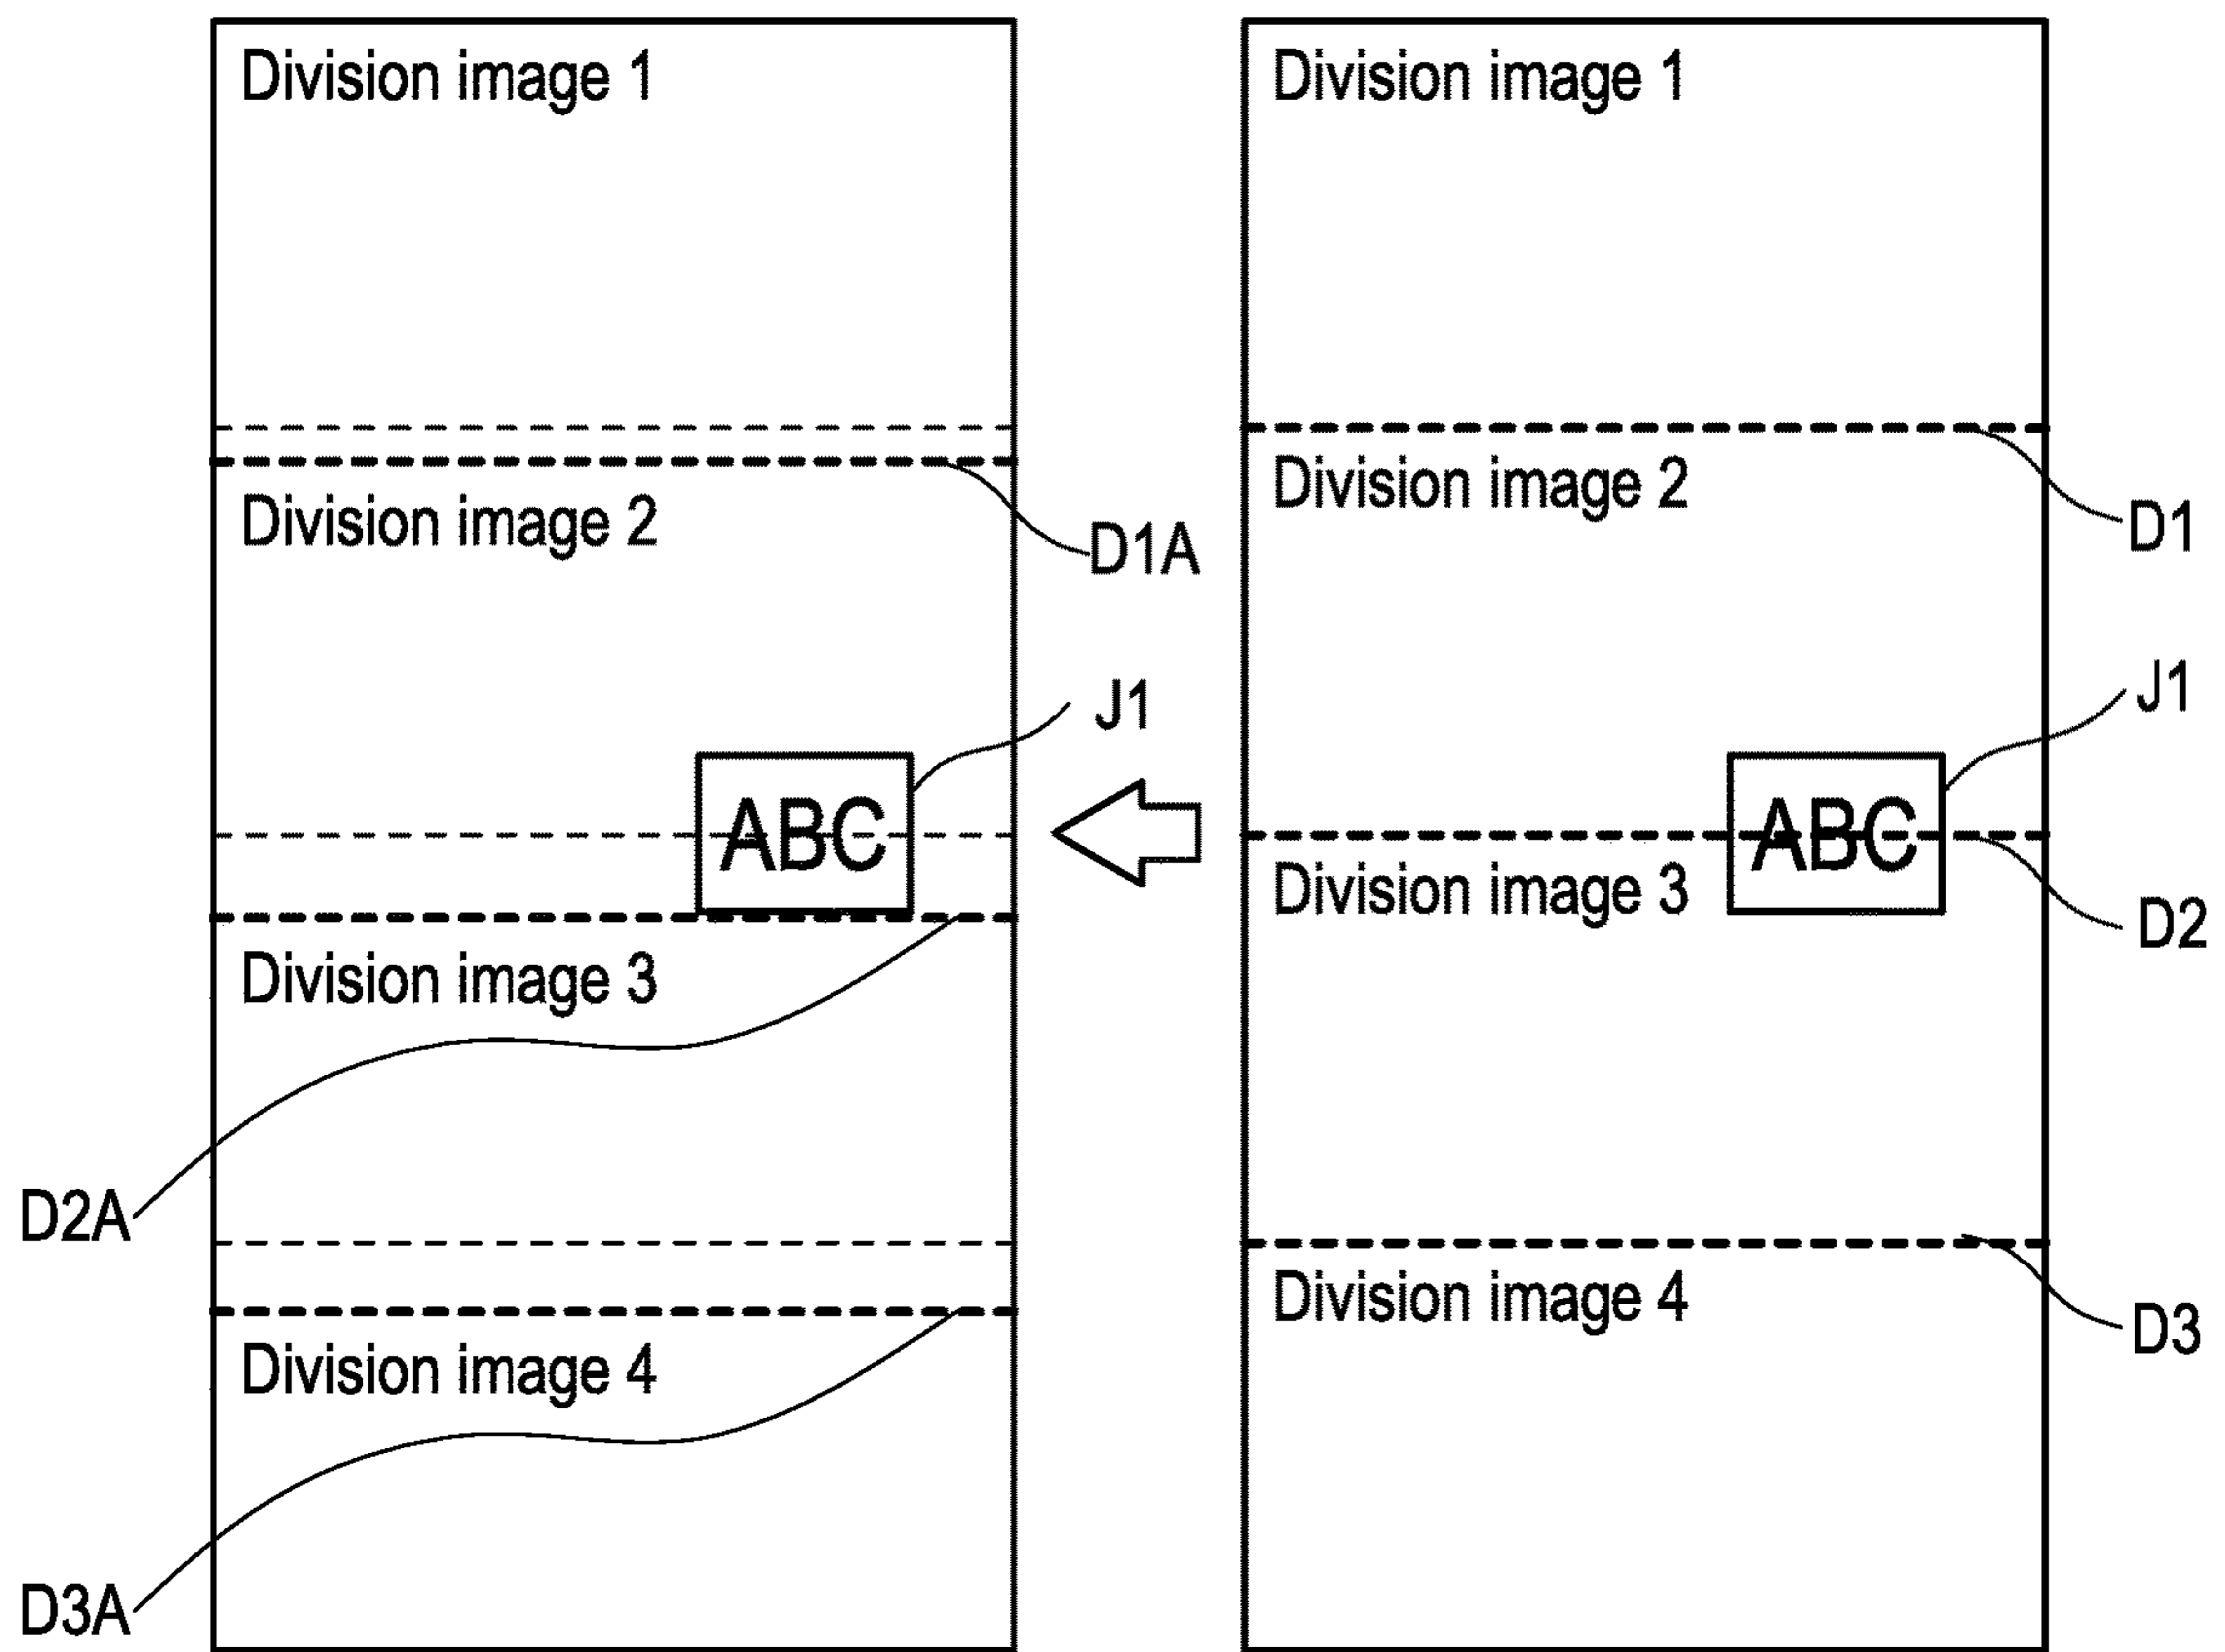 Division image 1
Division image 2
D1A
J1
ABC
Division image 3
D2A
Division image 4
D3A
Division image 1
Division image 2
D1
J1
ABC
Division image 3
D2
Division image 4
D3